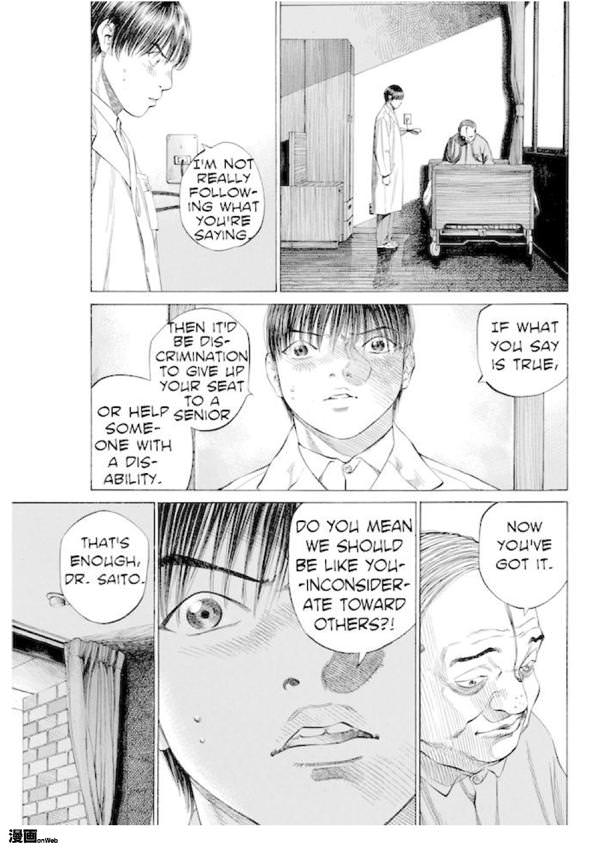 I'M NOT
REALLY
FOLLOW-
ING WHAT
YOU'RE
SAYING.
IF WHAT
YOU SAY
IS TRUE,
THEN IT'D
BE DIS-
CRIMINATION
TO GIVE UP
YOUR SEAT
TO A
SENIOR
OR HELP
SOME-
ONE WITH
A DIS-
ABILITY.
NOW
YOU'VE
GOT IT.
DO YOU MEAN
WE SHOULD
BE LIKE YOU-
-INCONSIDER-
ATE TOWARD
OTHERS?!
THAT'S
ENOUGH,
DR. SAITO.
漫画 on Web